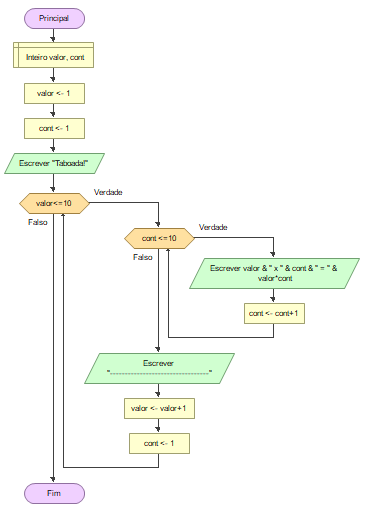 Principal
Inteiro valor, cont
valor <- 1
cont <- 1
Escrever "Taboada!"
valor<=10
Verdade
Falso
cont <=10
Verdade
Falso
Escrever valor & " x " & cont & " = " &
valor*cont
cont <- cont+1
Escrever
"------------------------------------"
valor <- valor+1
cont <- 1
Fim